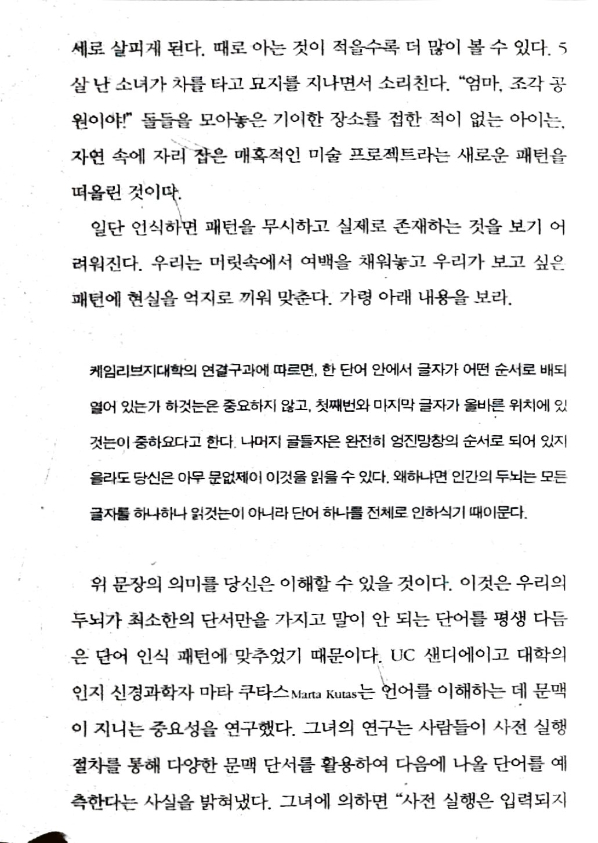 세로 살피재 된다. 때로 아는 것이 적을수록 더 많이 볼 수 있다. 5
살 난 소녀가 차를 타고 묘지를 지나면서 소리친다. “엄마, 조각 공
원이야!” 돌들을 모아놓은 기이한 장소를 접한 적이 없는 아이는,
자연 속에 자리 잡은 매혹적인 미술 프로젝트라는 새로운 패턴을
떠올린 것이다.
일단 인식하면 패턴을 무시하고 실제로 존재하는 것을 보기 어
려워진다. 우리는 머릿속에서 여백을 채워놓고 우리가 보고 싶은
패턴에 현실을 억지로 끼워 맞춘다. 가령 아래 내용을 보라.
케임리브지대학의 연결구과에 따르면, 한 단어 안에서 글자가 어떤 순서로 배되
열어 있는가 하것는은 중요하지 않고, 첫째번와 마지막 글자가 올바른 위치에 있
것는이 중하요다고 한다. 나머지 글들자은 완전히 엉진망창의 순서로 되어 있지
을라도 당신은 아무 문없제이 이것을 읽을 수 있다. 왜하냐면 인간의 두뇌는 모든
글자를 하나하나 읽것는이 아니라 단어 하나를 전체로 인하식기 때이문다.
위 문장의 의미를 당신은 이해할 수 있을 것이다. 이것은 우리의
두뇌가 최소한의 단서만을 가지고 말이 안 되는 단어를 평생 다듬
은 단어 인식 패턴에 맞추었기 때문이다. UC 샌디에이고 대학의
인지 신경과학자 마타 쿠타스Marta Kutas는 언어를 이해하는 데 문맥
이 지니는 중요성을 연구했다. 그녀의 연구는 사람들이 사전 실행
절차를 통해 다양한 문맥 단서를 활용하여 다음에 나올 단어를 예
측한다는 사실을 밝혀냈다. 그녀에 의하면 “사전 실행은 입력되지